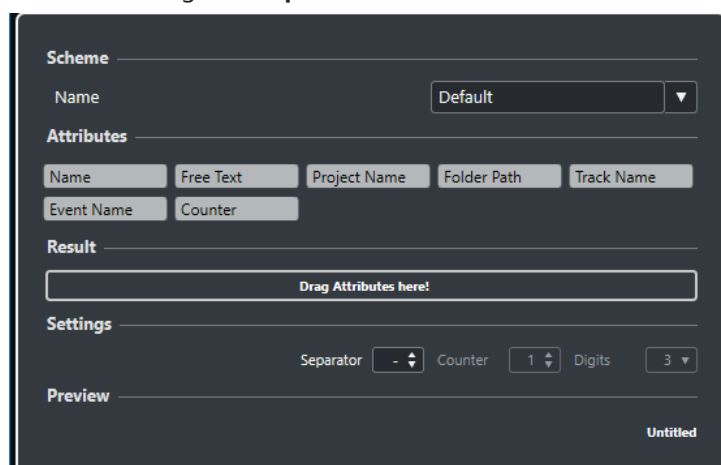 Scheme
Name Default
Attributes
Name Free Text Project Name Folder Path Track Name
Event Name Counter
Result
Drag Attributes here!
Settings
Separator - Counter 1 Digits 3
Preview
Untitled